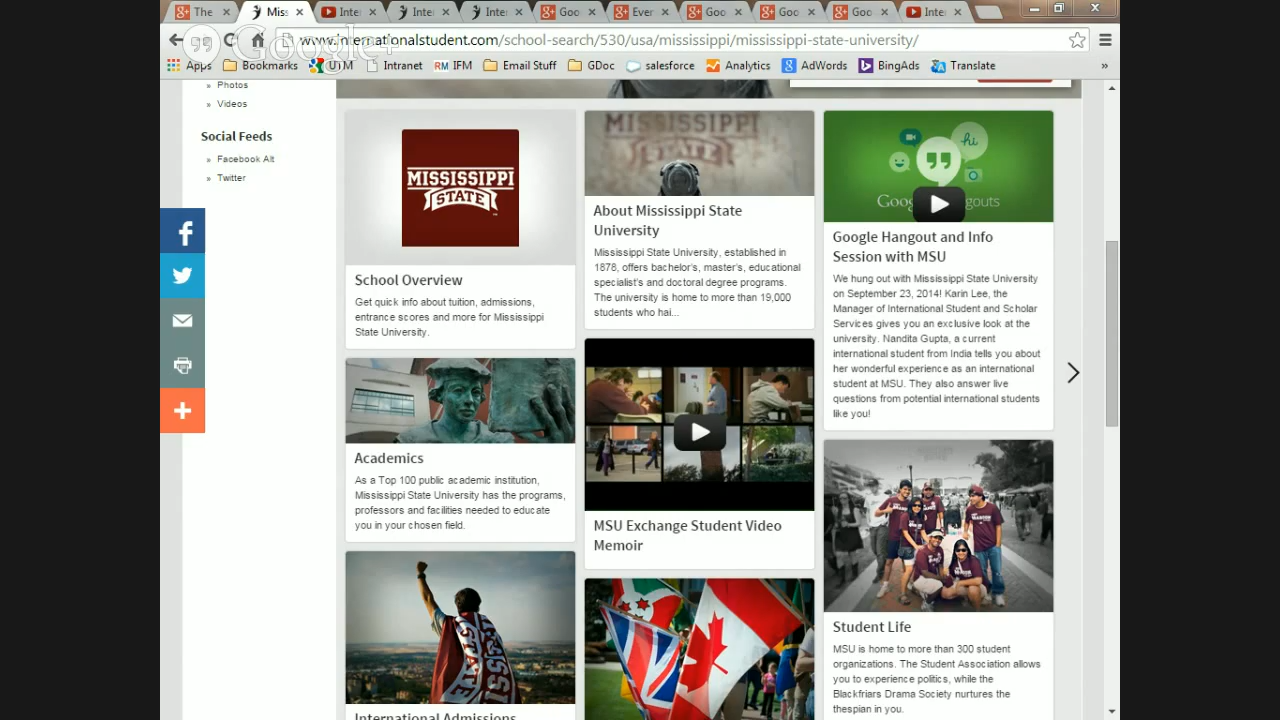 The
Miss
Inter
Inter
Inter
Goo
Ever
Goo
Goo
Goo
Inter
Google+
www.internationalstudent.com/school-search/530/usa/mississippi/mississippi-state-university/
Apps
Bookmarks
Intranet
RM IFM
Email Stuff
GDoc
salesforce
Analytics
AdWords
BingAds
Translate
»
» Photos
» Videos
Social Feeds
» Facebook Alt
» Twitter
MISSISSIPPI
STATE
School Overview
Get quick info about tuition, admissions,
entrance scores and more for Mississippi
State University.
Academics
As a Top 100 public academic institution,
Mississippi State University has the programs,
professors and facilities needed to educate
you in your chosen field.
MISSISSIPPI
STATE
International Admissions
MISSISSIPPI
STATE
About Mississippi State
University
Mississippi State University, established in
1878, offers bachelor's, master's, educational
specialist's and doctoral degree programs.
The university is home to more than 19,000
students who hai...
MSU Exchange Student Video
Memoir
hi
Google Hangout and Info
Session with MSU
We hung out with Mississippi State University
on September 23, 2014! Karin Lee, the
Manager of International Student and Scholar
Services gives you an exclusive look at the
university. Nandita Gupta, a current
international student from India tells you about
her wonderful experience as an international
student at MSU. They also answer live
questions from potential international students
like you!
Student Life
MSU is home to more than 300 student
organizations. The Student Association allows
you to experience politics, while the
Blackfriars Drama Society nurtures the
thespian in you.